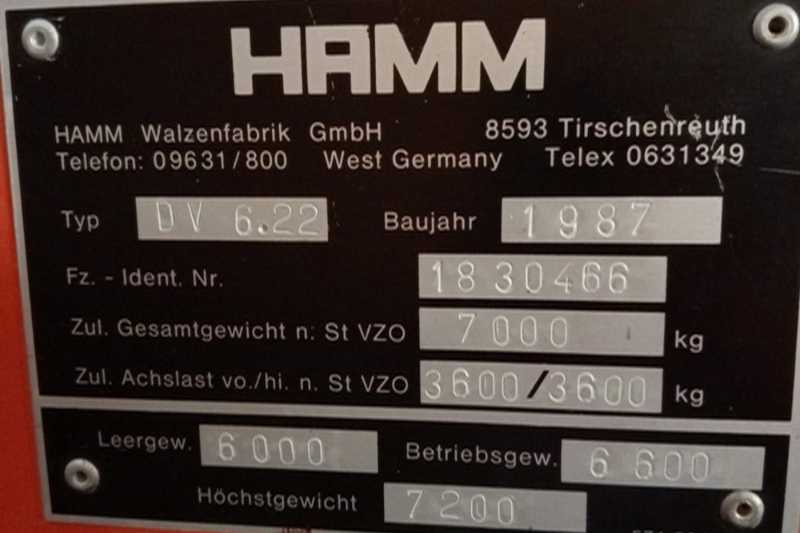 HAMM
HAMM Walzenfabrik GmbH 8593 Tirschenreuth
Telefon: 09631/800 West Germany Telex 0631349
Typ DV 6.22 Baujahr 1987
Fz. - Ident. Nr. 1830466
Zul. Gesamtgewicht n. St VZO 7000 kg
Zul. Achslast vo./hi. n. St VZO 3600/3600 kg
Leergew. 6000 Betriebsgew. 6600
Höchstgewicht 7200